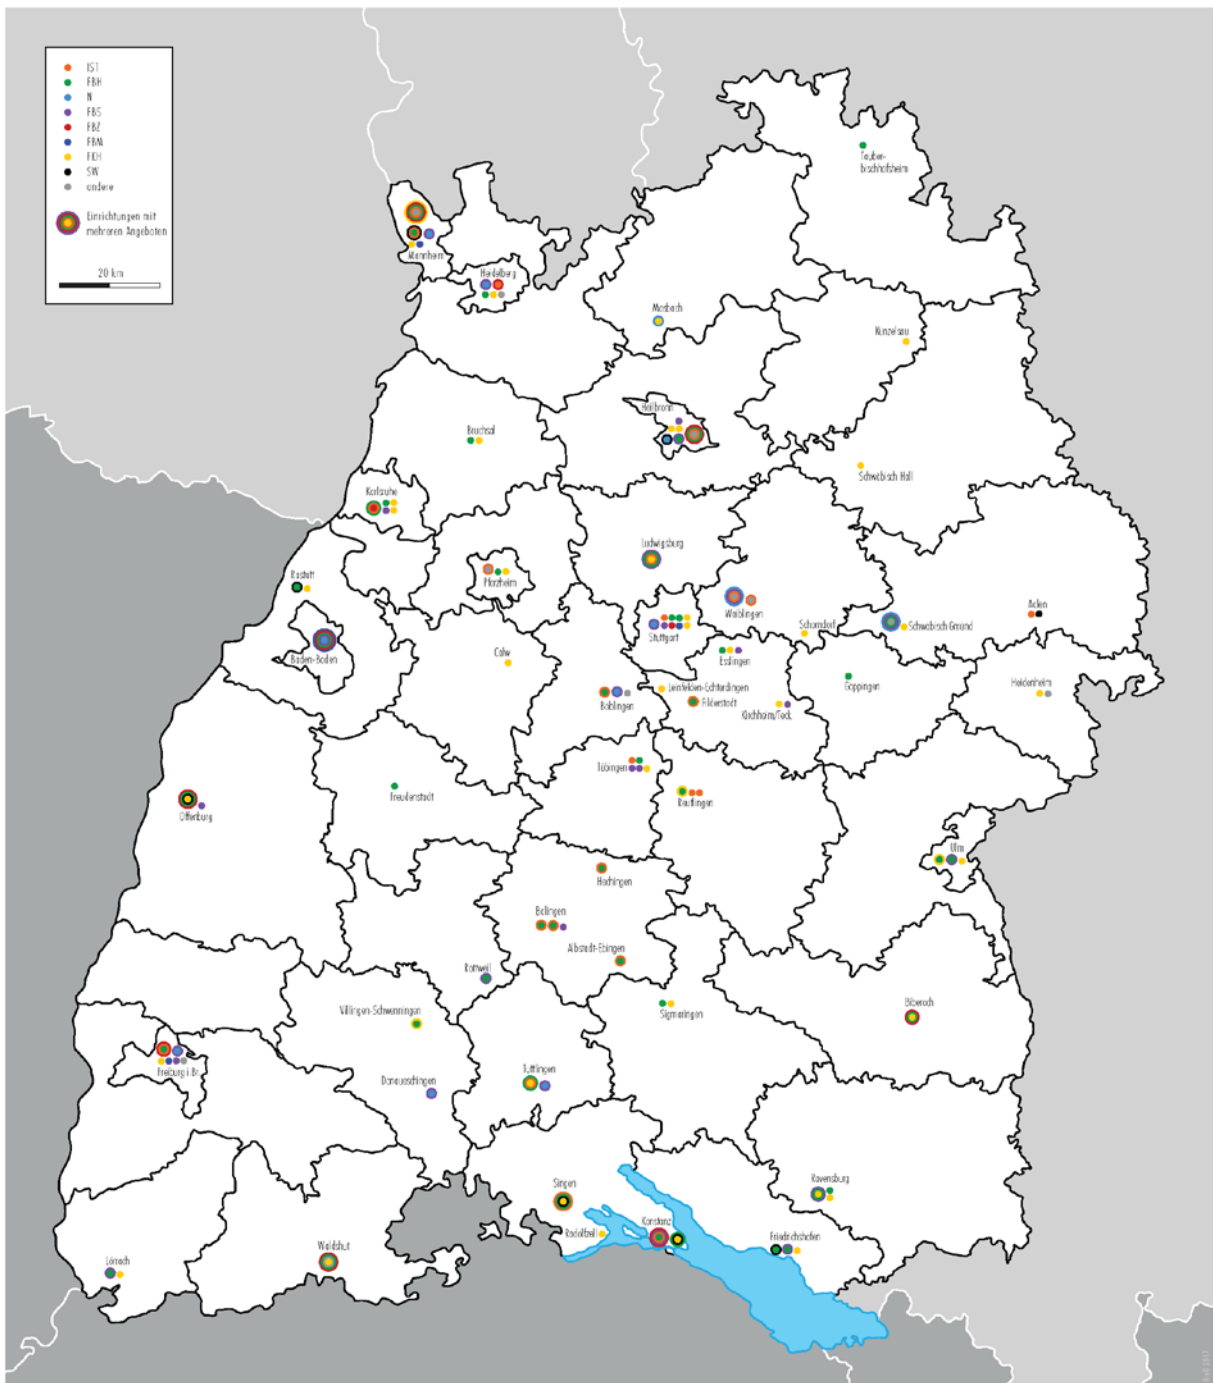 IST
FBH
N
FBS
FBZ
FBM
FKH
SW
andere
Einrichtungen mit
mehreren Angeboten
20 km
Tauber-
bischofsheim
Mannheim
Heidelberg
Mosbach
Künzelsau
Heilbronn
Bruchsal
Schwäbisch Hall
Karlsruhe
Ludwigsburg
Pforzheim
Rastatt
Waiblingen
Aalen
Schorndorf
Schwäbisch Gmünd
Stuttgart
Baden-Baden
Calw
Esslingen
Göppingen
Heidenheim
Leinfelden-Echterdingen
Böblingen
Filderstadt
Kirchheim/Teck
Tübingen
Freudenstadt
Reutlingen
Offenburg
Ulm
Hechingen
Balingen
Albstadt-Ebingen
Rottweil
Biberach
Villingen-Schwenningen
Sigmaringen
Freiburg i. Br.
Tuttlingen
Donaueschingen
Ravensburg
Singen
Konstanz
Radolfzell
Friedrichshafen
Waldshut
Lörrach